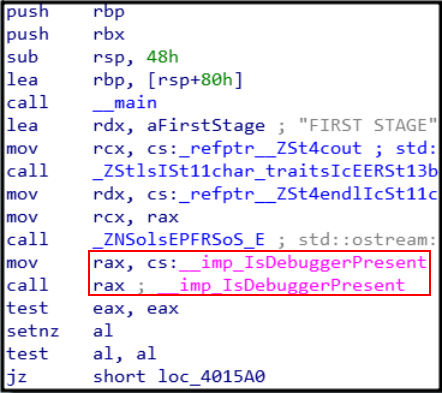 push    rbp
push    rbx
sub     rsp, 48h
lea     rbp, [rsp+80h]
call    __main
lea     rdx, aFirstStage ; "FIRST STAGE"
mov     rcx, cs:_refptr__ZSt4cout ; std:
call    _ZStlsISt11char_traitsIcEERSt13b
mov     rdx, cs:_refptr__ZSt4endlIcSt11c
mov     rcx, rax
call    _ZNSolsEPFRSoS_E ; std::ostream:
mov     rax, cs:__imp_IsDebuggerPresent
call    rax ; __imp_IsDebuggerPresent
test    eax, eax
setnz   al
test    al, al
jz      short loc_4015A0